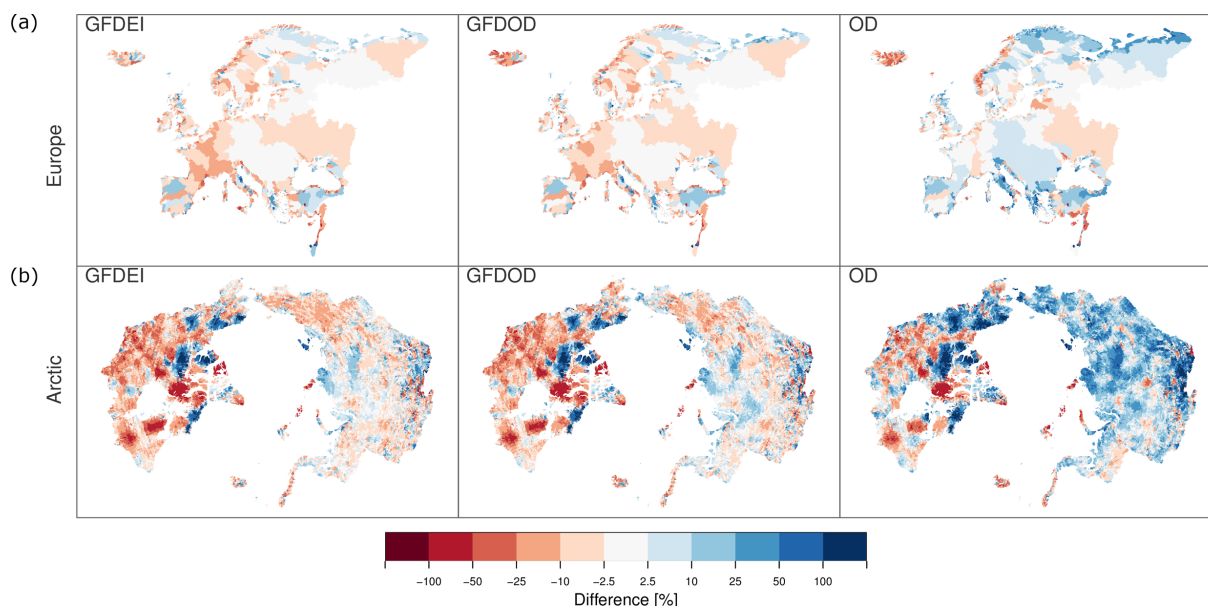 (a) GFDEI GFDOD OD
Europe
(b) GFDEI GFDOD OD
Arctic
−100 −50 −25 −10 −2.5 2.5 10 25 50 100
Difference [%]